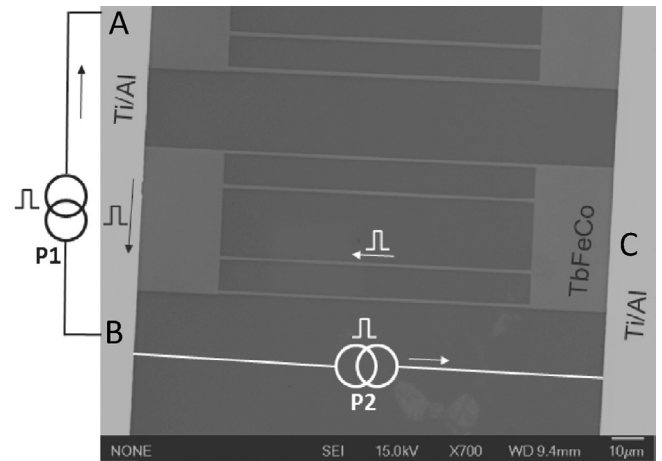 A
Ti/Al
P1
B
C
TbFeCo
Ti/Al
P2
NONE SEI 15.0kV X700 WD 9.4mm 10μm